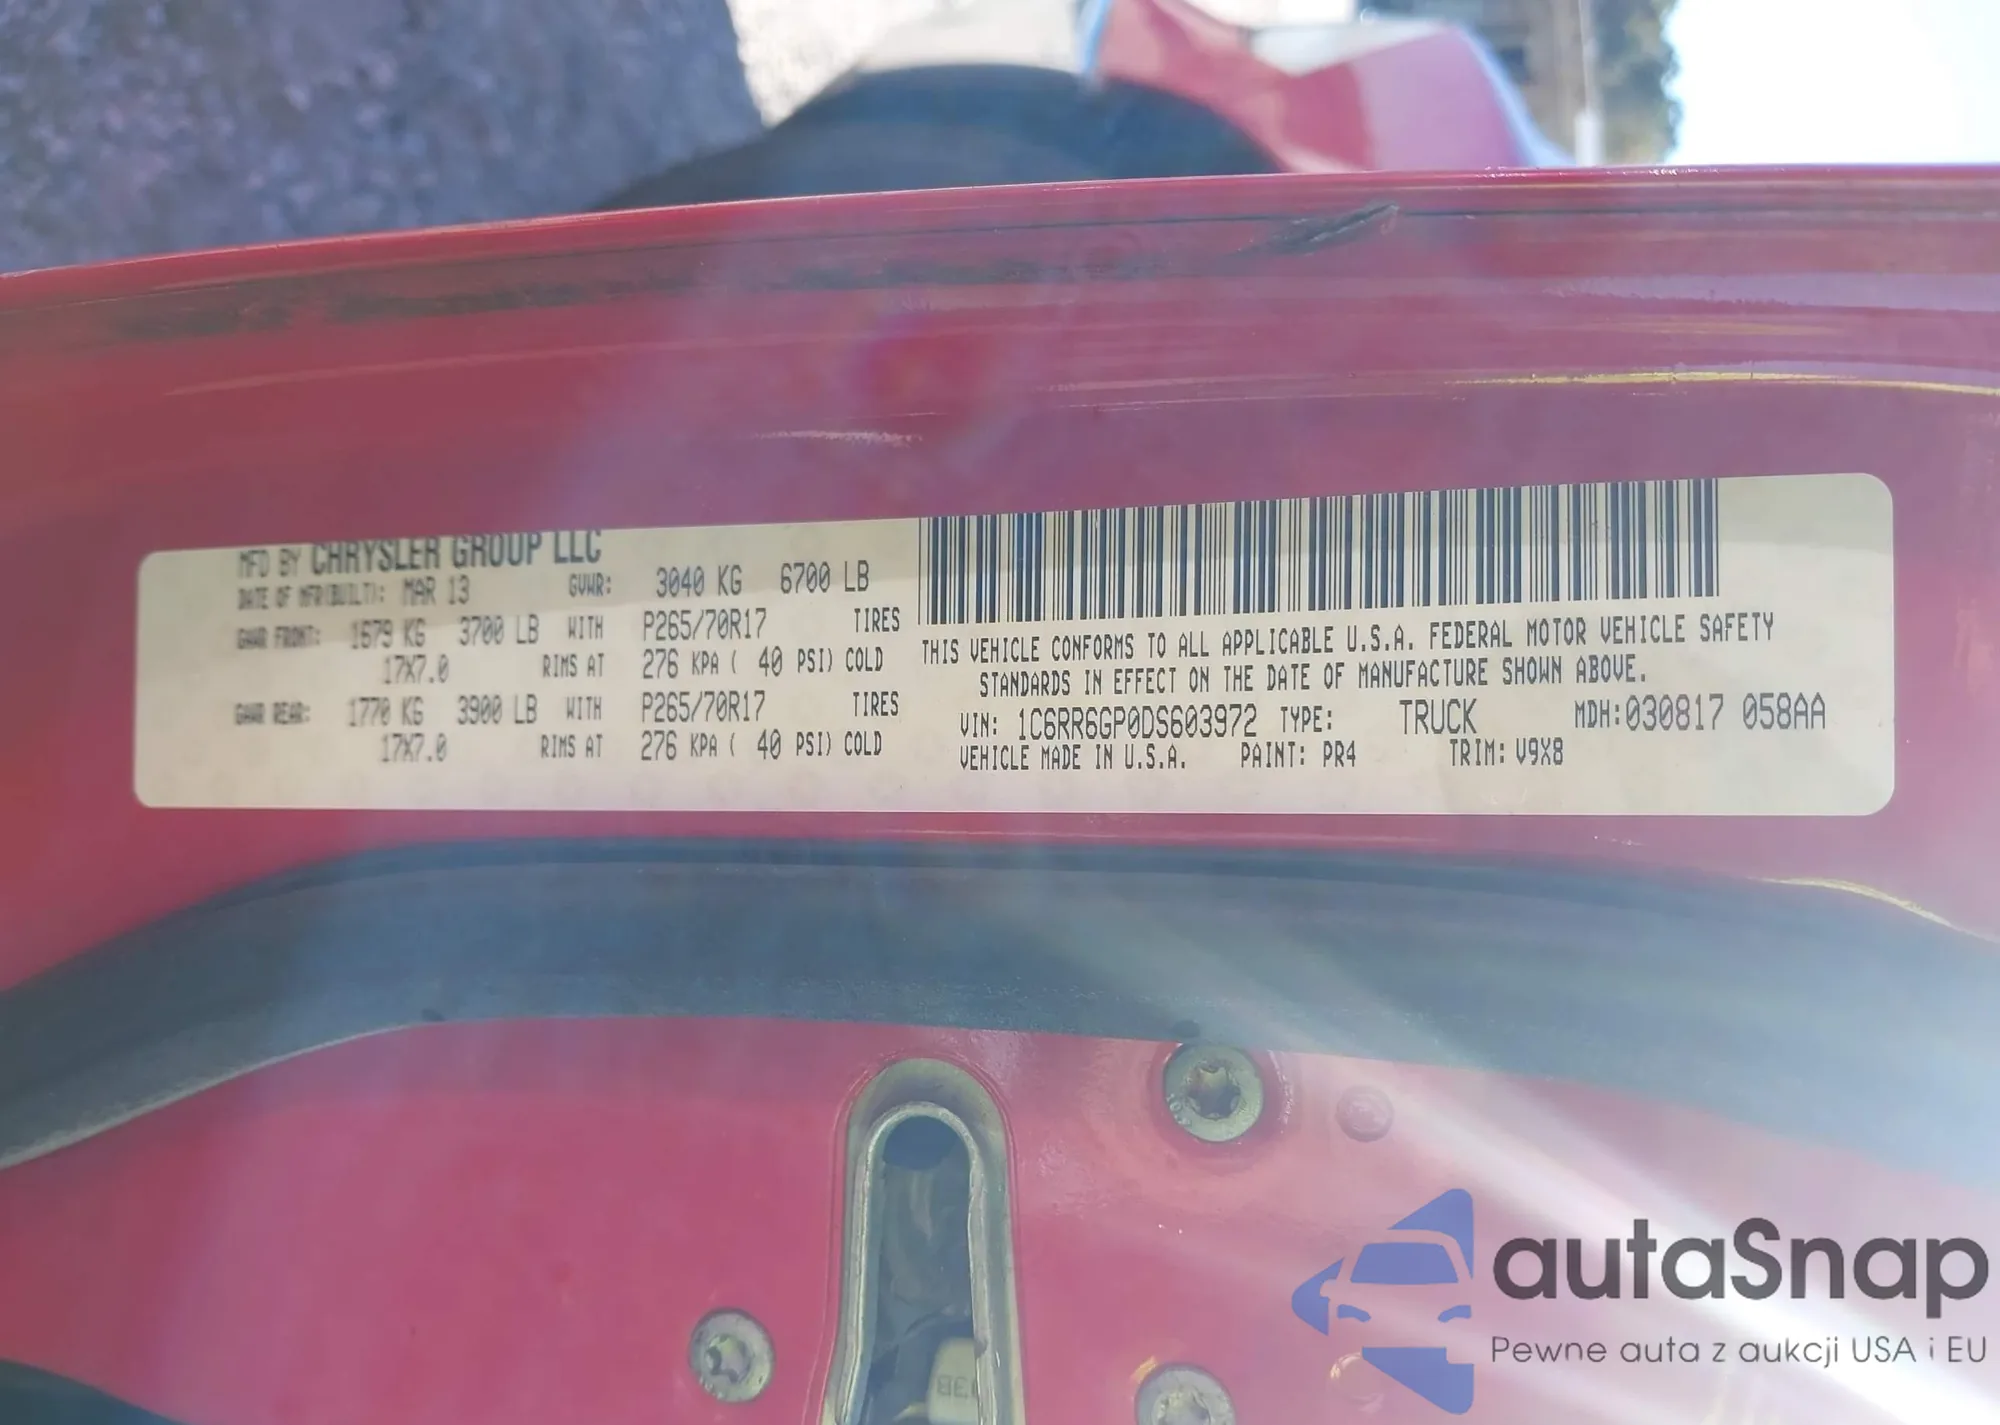 MFD BY CHRYSLER GROUP LLC
DATE OF MFR(BUILT): MAR 13 GVWR: 3040 KG 6700 LB
GAWR FRONT: 1679 KG 3700 LB WITH P265/70R17 TIRES
17X7.0 RIMS AT 276 KPA ( 40 PSI) COLD
GAWR REAR: 1770 KG 3900 LB WITH P265/70R17 TIRES
17X7.0 RIMS AT 276 KPA ( 40 PSI) COLD
THIS VEHICLE CONFORMS TO ALL APPLICABLE U.S.A. FEDERAL MOTOR VEHICLE SAFETY
STANDARDS IN EFFECT ON THE DATE OF MANUFACTURE SHOWN ABOVE.
VIN: 1C6RR6GP0DS603972 TYPE: TRUCK MDH:030817 058AA
VEHICLE MADE IN U.S.A. PAINT: PR4 TRIM: V9X8
autaSnap
Pewne auta z aukcji USA i EU